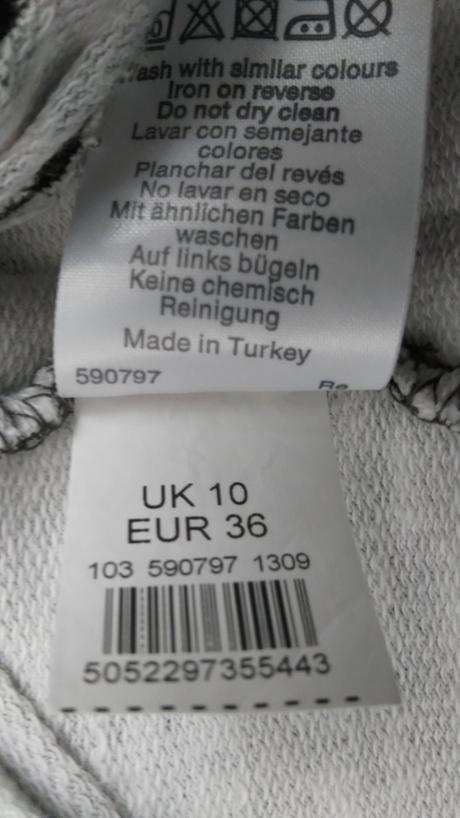 ash with similar colours
Iron on reverse
Do not dry clean
Lavar con semejante
colores
Planchar del revés
No lavar en seco
Mit ähnlichen Farben
waschen
Auf links bügeln
Keine chemisch
Reinigung
Made in Turkey
590797
UK 10
EUR 36
103 590797 1309
5052297355443